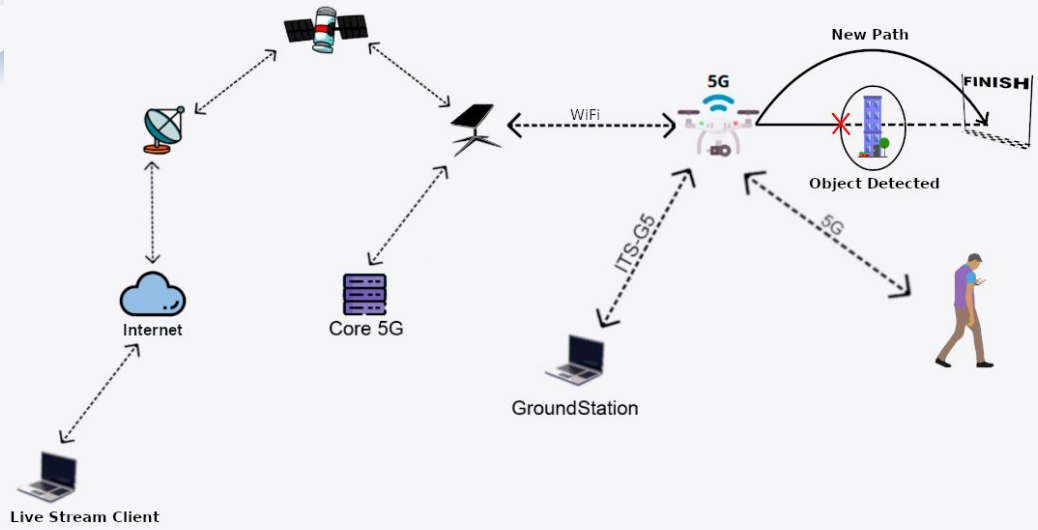 New Path
5G
FINISH
WiFi
Object Detected
ITS-G5
5G
Internet
Core 5G
GroundStation
Live Stream Client